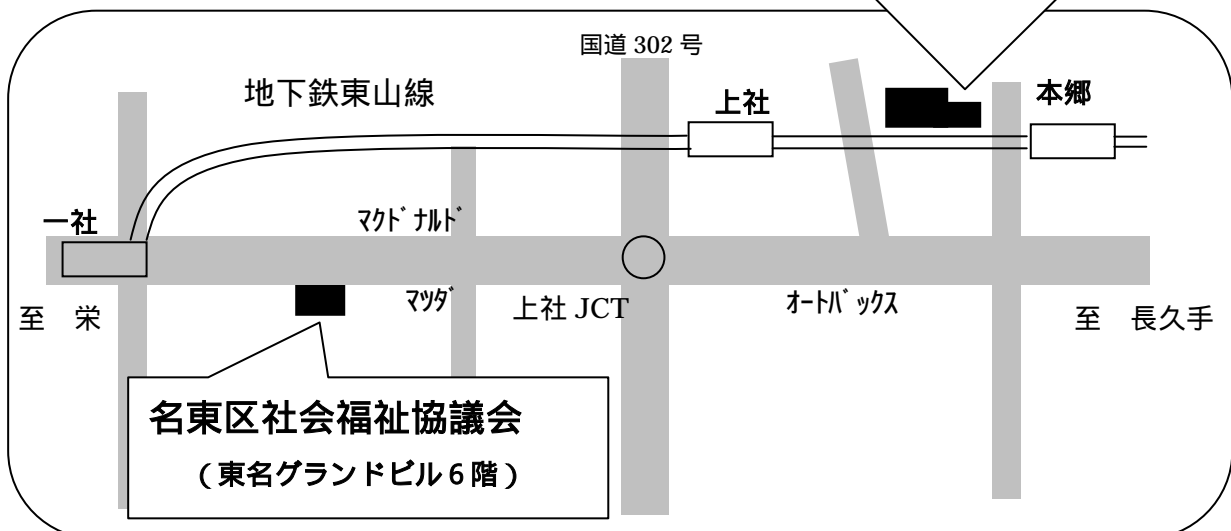 国道 302 号
地下鉄東山線
上社
本郷
一社
ﾏｸﾄﾞﾅﾙﾄﾞ
至 栄
ﾏﾂﾀﾞ
上社 JCT
ｵｰﾄﾊﾞｯｸｽ
至 長久手
名東区社会福祉協議会
（東名グランドビル６階）